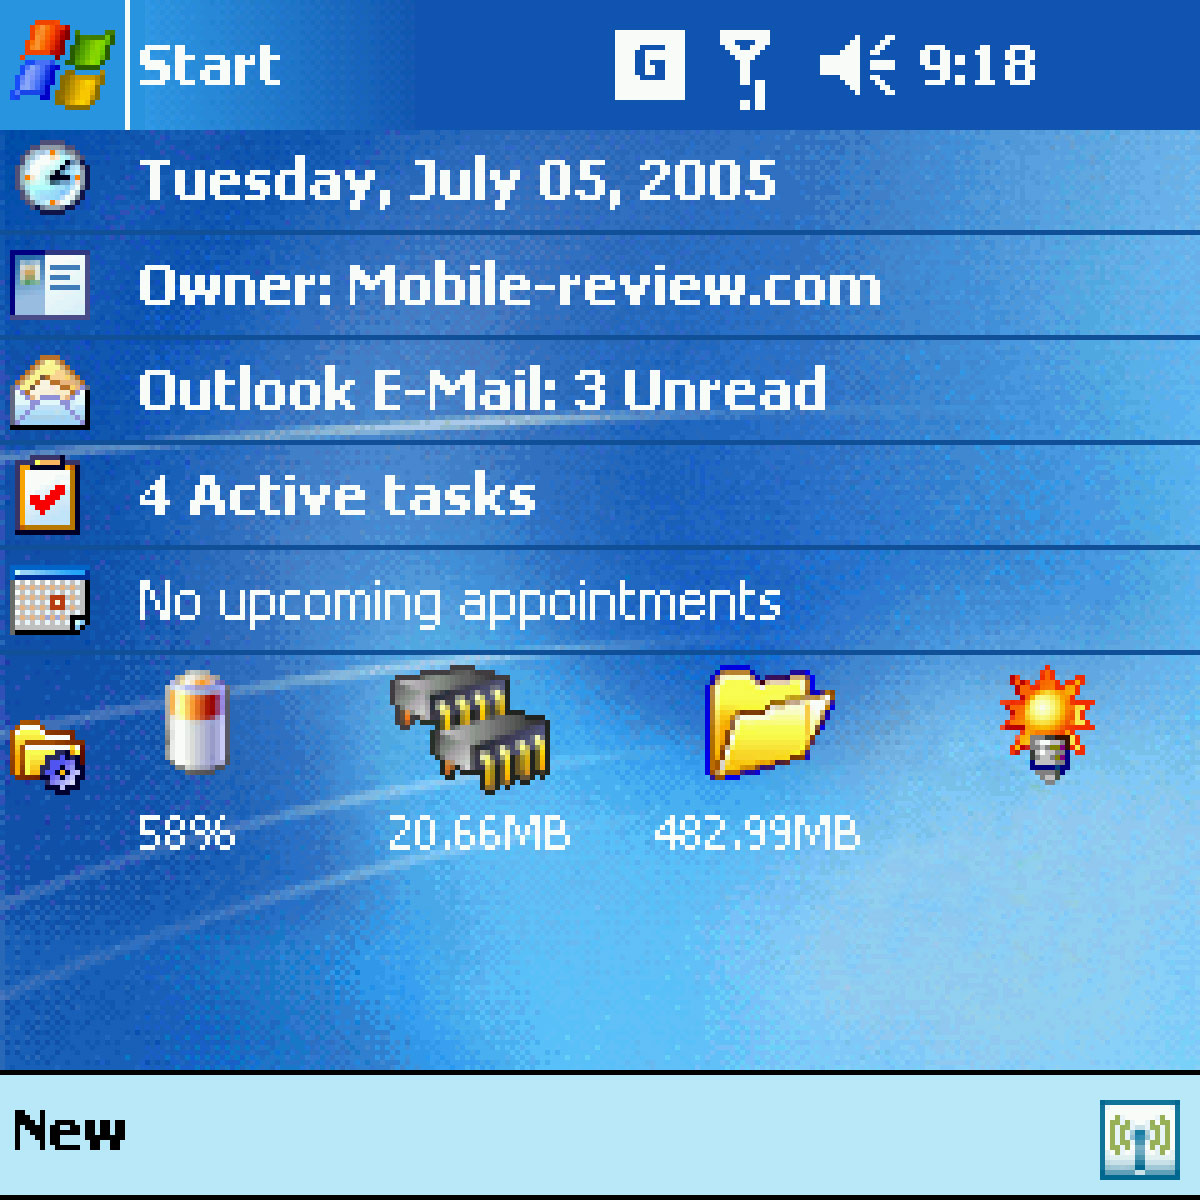 Start G 9:18
Tuesday, July 05, 2005
Owner: Mobile-review.com
Outlook E-Mail: 3 Unread
4 Active tasks
No upcoming appointments
58% 20.66MB 482.99MB
New